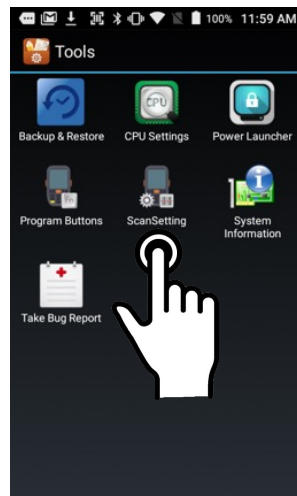 100% 11:59 AM
Tools
CPU
Backup & Restore CPU Settings Power Launcher
Fn
Program Buttons ScanSetting System
Information
Take Bug Report